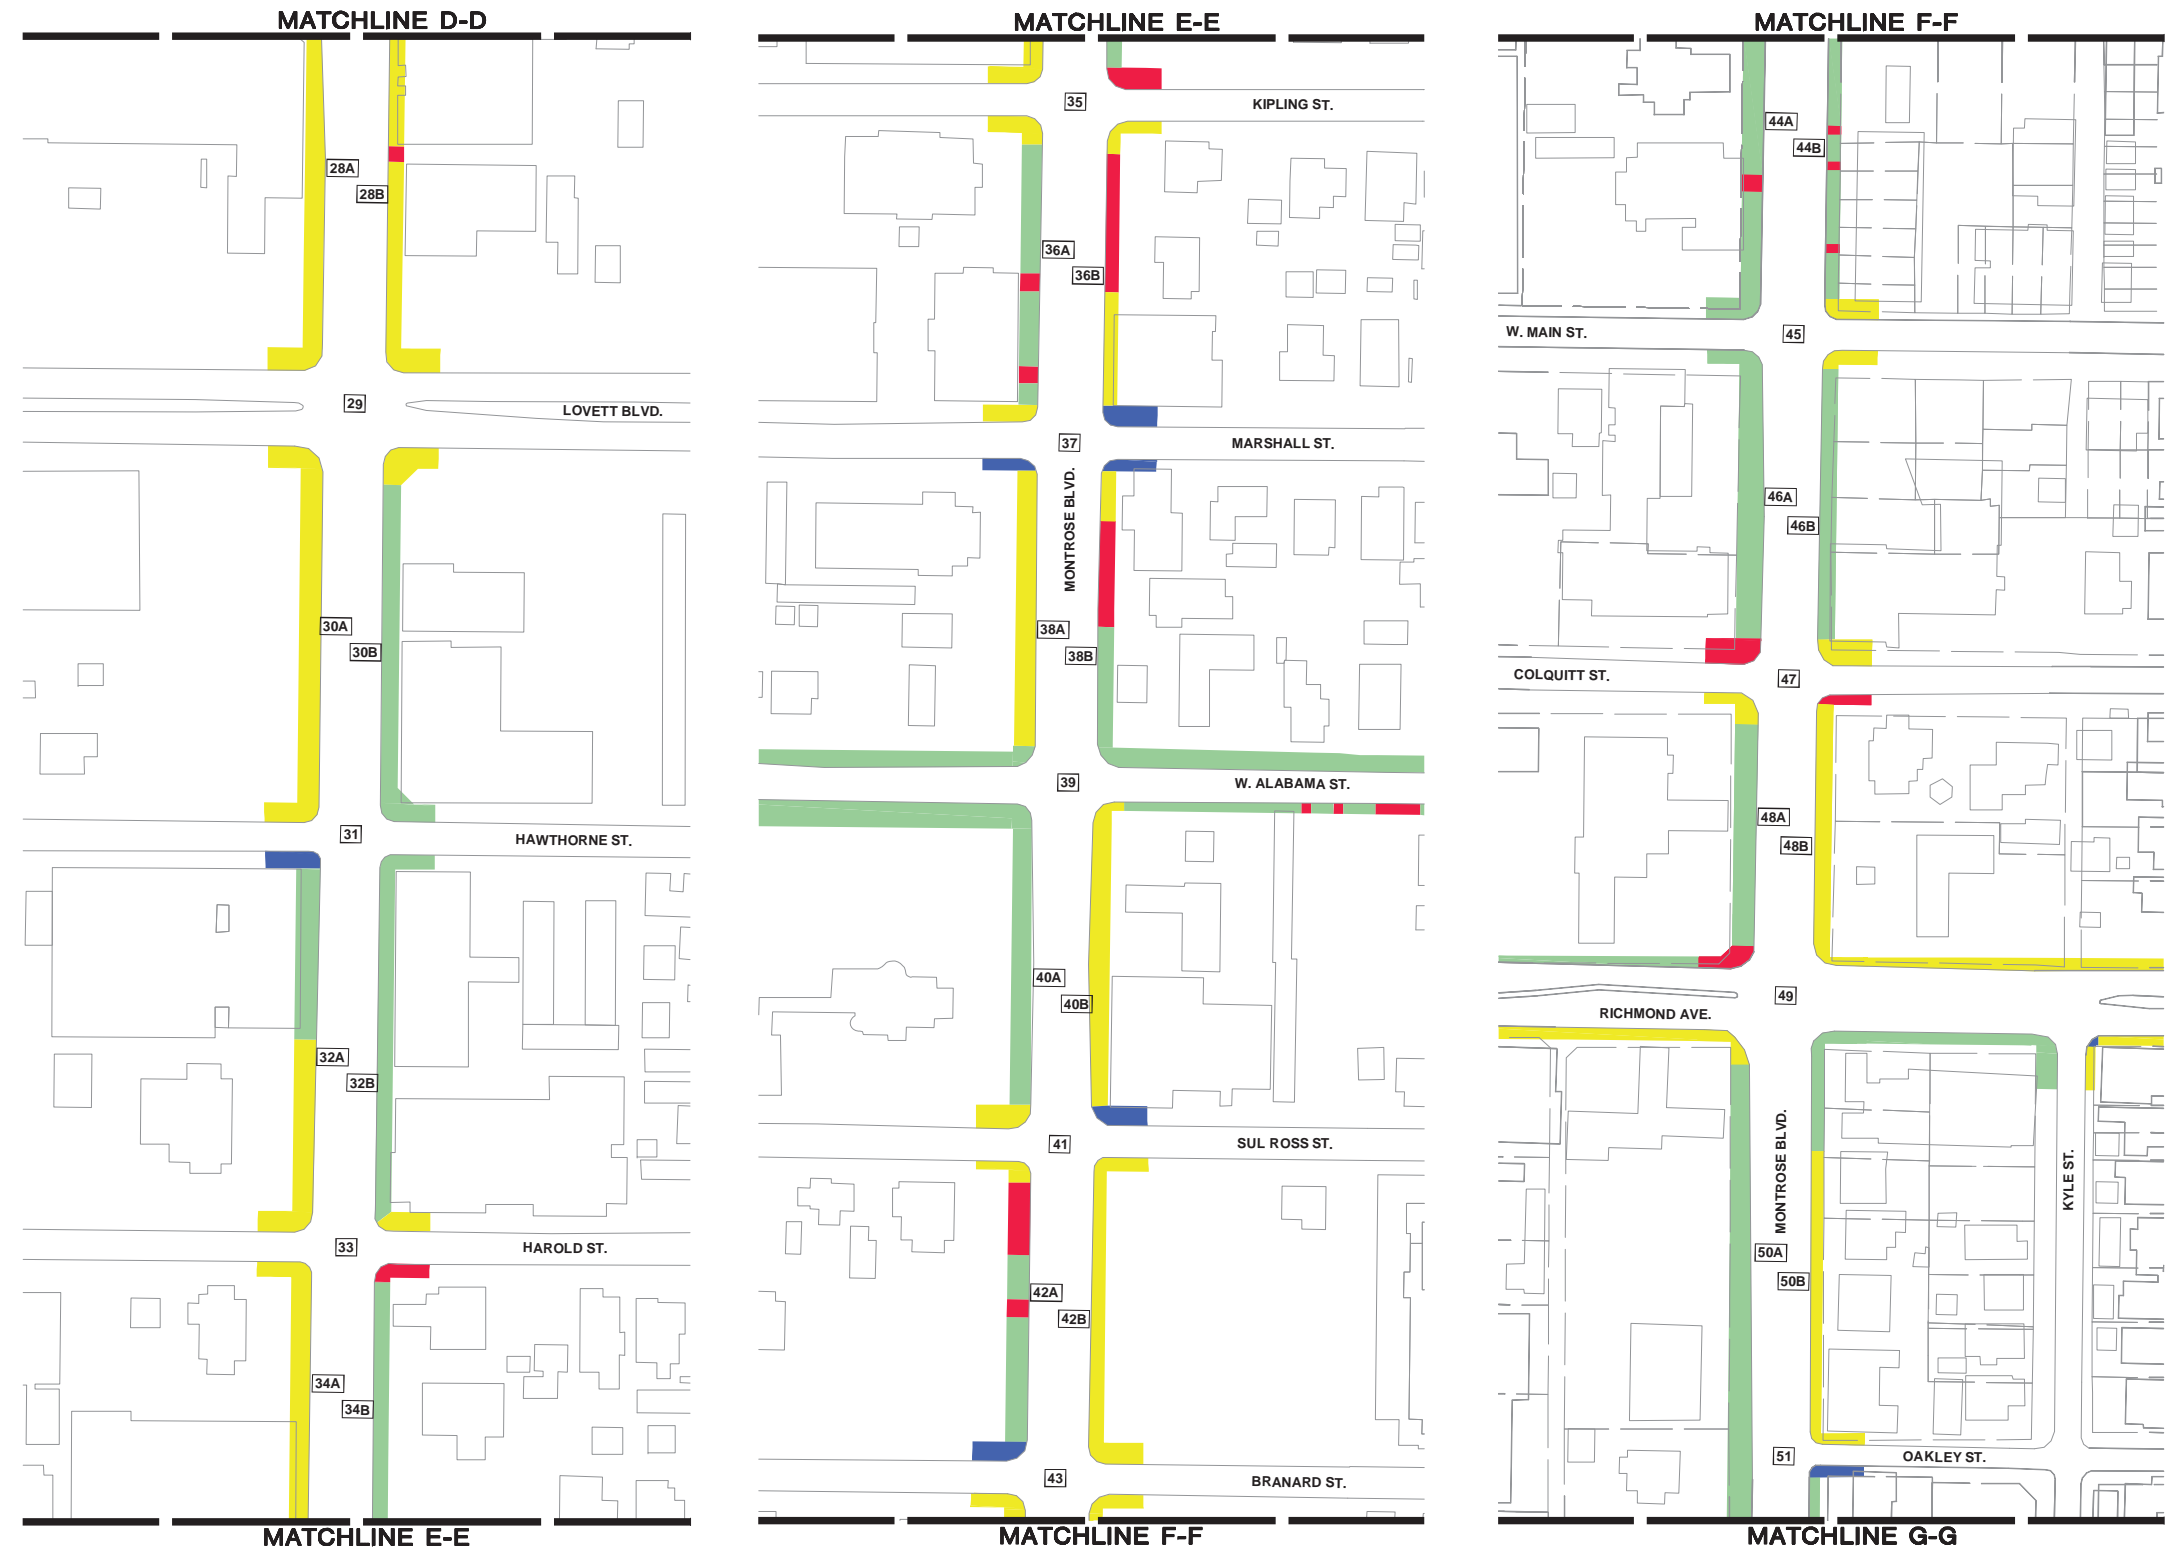 MATCHLINE D-D
28A
28B
29
LOVETT BLVD.
30A
30B
31
HAWTHORNE ST.
32A
32B
33
HAROLD ST.
34A
34B
MATCHLINE E-E
MATCHLINE E-E
35
KIPLING ST.
36A
36B
37
MARSHALL ST.
MONTROSE BLVD.
38A
38B
39
W. ALABAMA ST.
40A
40B
41
SUL ROSS ST.
42A
42B
43
BRANARD ST.
MATCHLINE F-F
MATCHLINE F-F
44A
44B
W. MAIN ST.
45
46A
46B
COLQUITT ST.
47
48A
48B
49
RICHMOND AVE.
MONTROSE BLVD.
KYLE ST.
50A
50B
51
OAKLEY ST.
MATCHLINE G-G